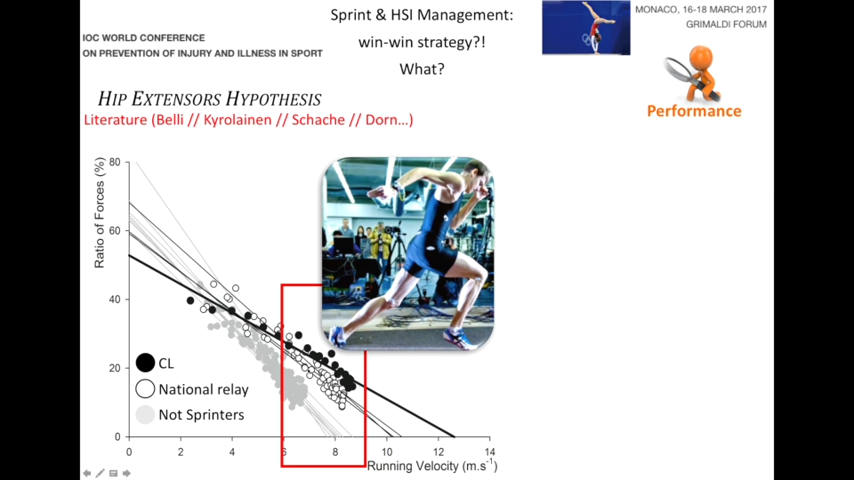 Sprint & HSI Management:
win-win strategy?!
What?
IOC WORLD CONFERENCE
ON PREVENTION OF INJURY AND ILLNESS IN SPORT
MONACO, 16-18 MARCH 2017
GRIMALDI FORUM
Performance
HIP EXTENSORS HYPOTHESIS
Literature (Belli // Kyrolainen // Schache // Dorn...)
Ratio of Forces (%)
80
60
40
20
0
CL
National relay
Not Sprinters
0 2 4 6 8 10 12 14
Running Velocity (m.s-1)